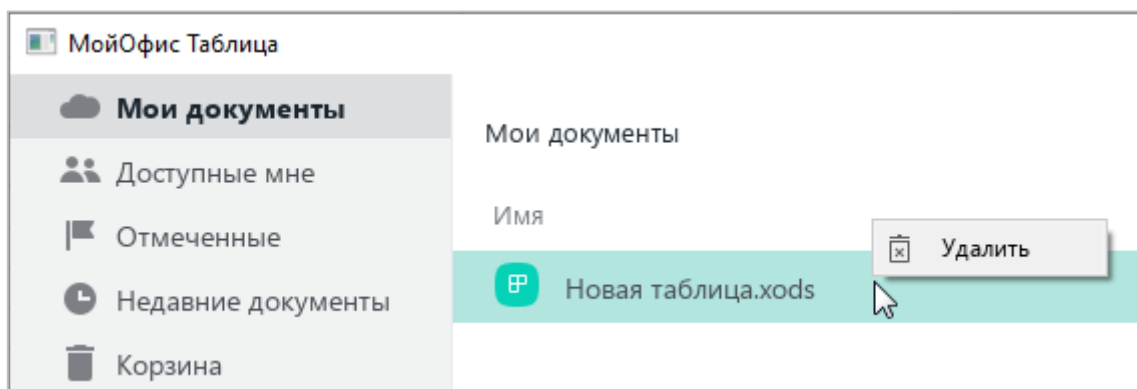 МойОфис Таблица
Мои документы
Доступные мне
Отмеченные
Недавние документы
Корзина
Мои документы
Имя
Удалить
Новая таблица.xods